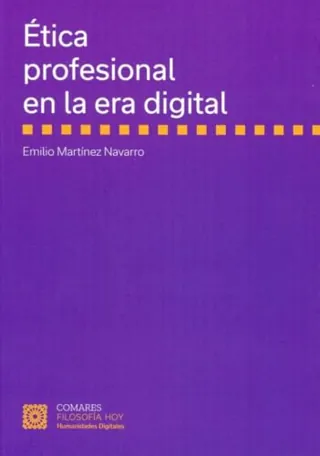 Ética
profesional
en la era digital
Emilio Martínez Navarro
COMARES
FILOSOFÍA HOY
Humanidades Digitales